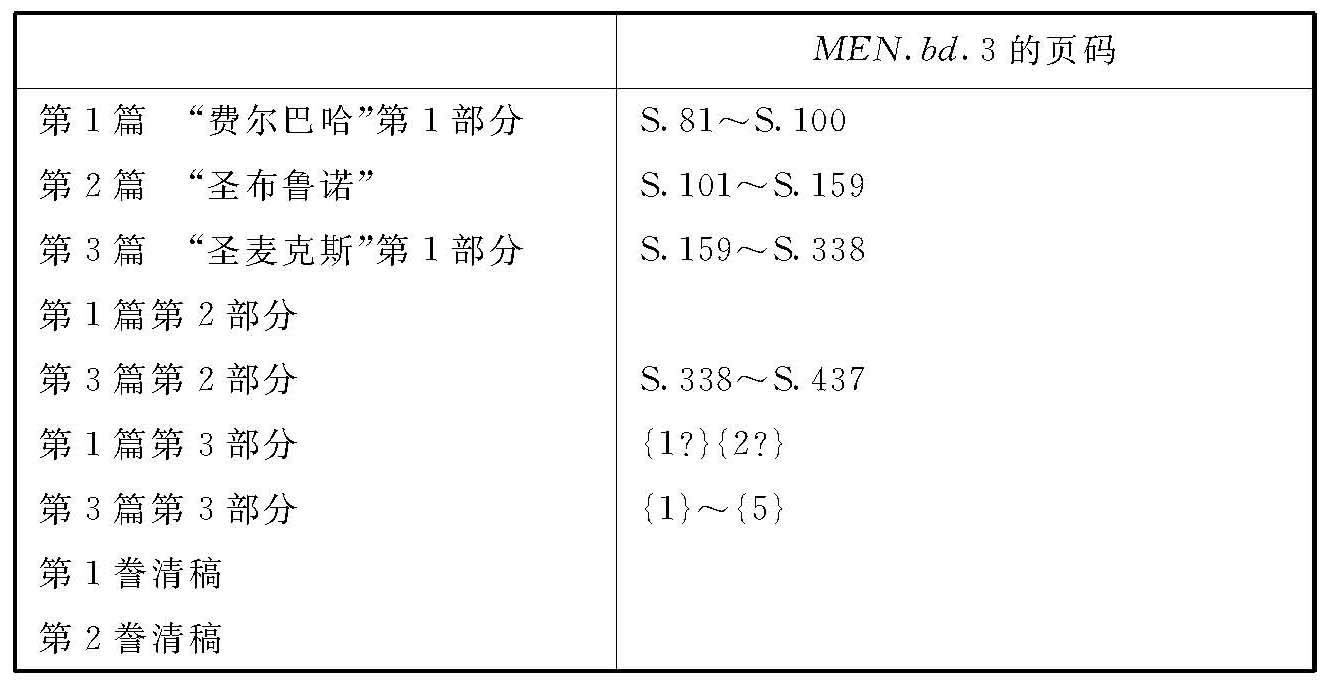 MEN.bd.3的页码
第1篇 “费尔巴哈”第1部分 S.81～S.100
第2篇 “圣布鲁诺” S.101～S.159
第3篇 “圣麦克斯”第1部分 S.159～S.338
第1篇第2部分
第3篇第2部分 S.338～S.437
第1篇第3部分 {1?}{2?}
第3篇第3部分 {1}～{5}
第1誊清稿
第2誊清稿